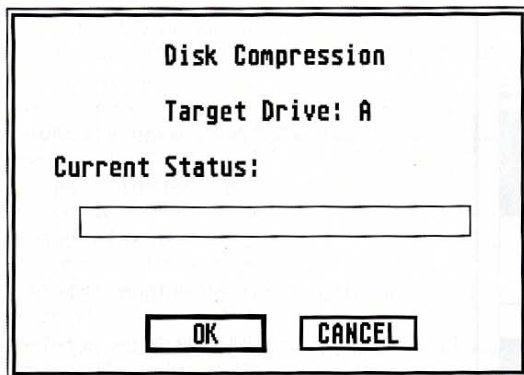 Disk Compression
Target Drive: A
Current Status:
OK
CANCEL